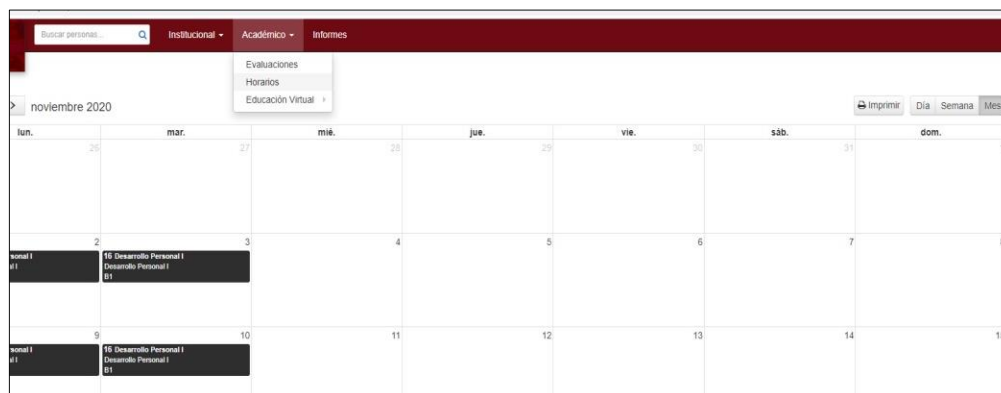 Buscar personas...
Institucional
Académico
Informes
Evaluaciones
Horarios
Educación Virtual
noviembre 2020
Imprimir
Día
Semana
Mes
lun.
mar.
mié.
jue.
vie.
sáb.
dom.
26
27
28
29
30
31
2
3
4
5
6
7
sonal I
16 Desarrollo Personal I
Desarrollo Personal I
B1
9
10
11
12
13
14
sonal I
16 Desarrollo Personal I
Desarrollo Personal I
B1